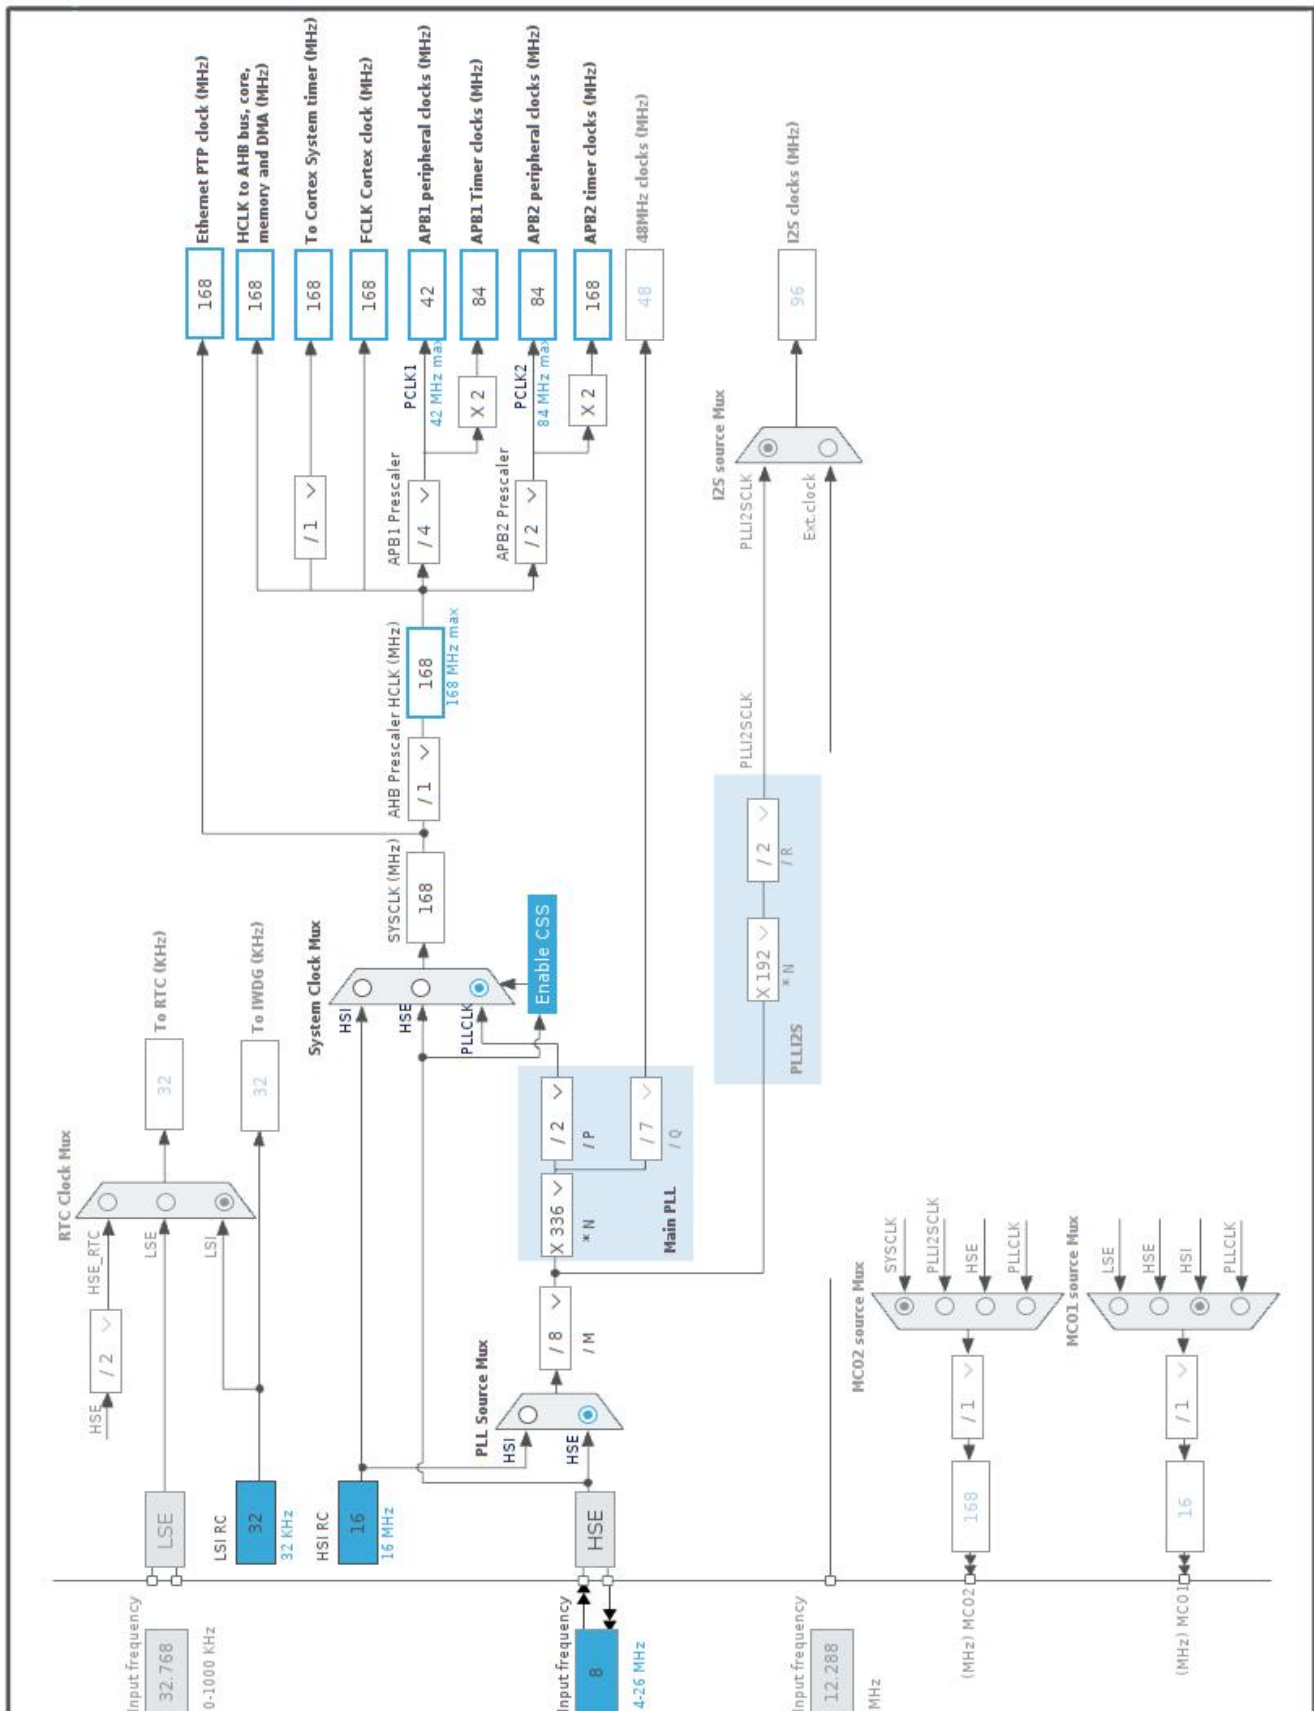 Input frequency
32.768
0-1000 KHz
LSE
HSE
/ 2
HSE_RTC
LSE
LSI
RTC Clock Mux
32
To RTC (KHz)
LSI RC
32
32 KHz
32
To IWDG (KHz)
HSI RC
16
16 MHz
System Clock Mux
HSI
HSE
PLLCLK
Enable CSS
SYSCLK (MHz)
168
AHB Prescaler
/ 1
HCLK (MHz)
168
168 MHz max
168
Ethernet PTP clock (MHz)
168
HCLK to AHB bus, core,
memory and DMA (MHz)
/ 1
168
To Cortex System timer (MHz)
168
FCLK Cortex clock (MHz)
APB1 Prescaler
/ 4
PCLK1
42 MHz max
42
APB1 peripheral clocks (MHz)
X 2
84
APB1 Timer clocks (MHz)
APB2 Prescaler
/ 2
PCLK2
84 MHz max
84
APB2 peripheral clocks (MHz)
X 2
168
APB2 timer clocks (MHz)
48
48MHz clocks (MHz)
Input frequency
8
4-26 MHz
HSE
PLL Source Mux
HSI
HSE
/ 8
/ M
X 336
* N
/ 2
/ P
/ 7
/ Q
Main PLL
X 192
* N
/ 2
/ R
PLLI2S
PLLI2SCLK
PLLI2SCLK
I2S source Mux
Ext.clock
96
I2S clocks (MHz)
Input frequency
12.288
MHz
MCO2 source Mux
SYSCLK
PLLI2SCLK
HSE
PLLCLK
/ 1
168
(MHz) MCO2
MCO1 source Mux
LSE
HSE
HSI
PLLCLK
/ 1
16
(MHz) MCO1